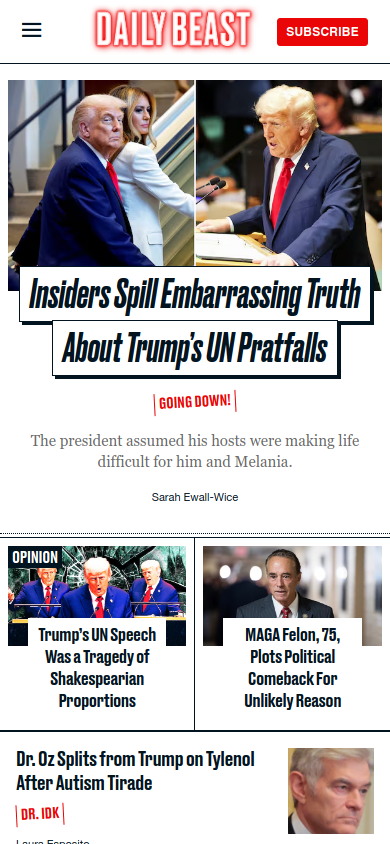 DAILY BEAST
SUBSCRIBE
Insiders Spill Embarrassing Truth
About Trump's UN Pratfalls
GOING DOWN!
The president assumed his hosts were making life
difficult for him and Melania.
Sarah Ewall-Wice
OPINION
Trump's UN Speech
Was a Tragedy of
Shakespearian
Proportions
MAGA Felon, 75,
Plots Political
Comeback For
Unlikely Reason
Dr. Oz Splits from Trump on Tylenol
After Autism Tirade
DR. IDK
Laura Esposito